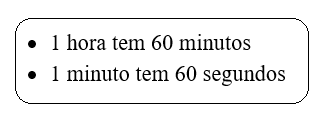 • 1 hora tem 60 minutos
• 1 minuto tem 60 segundos